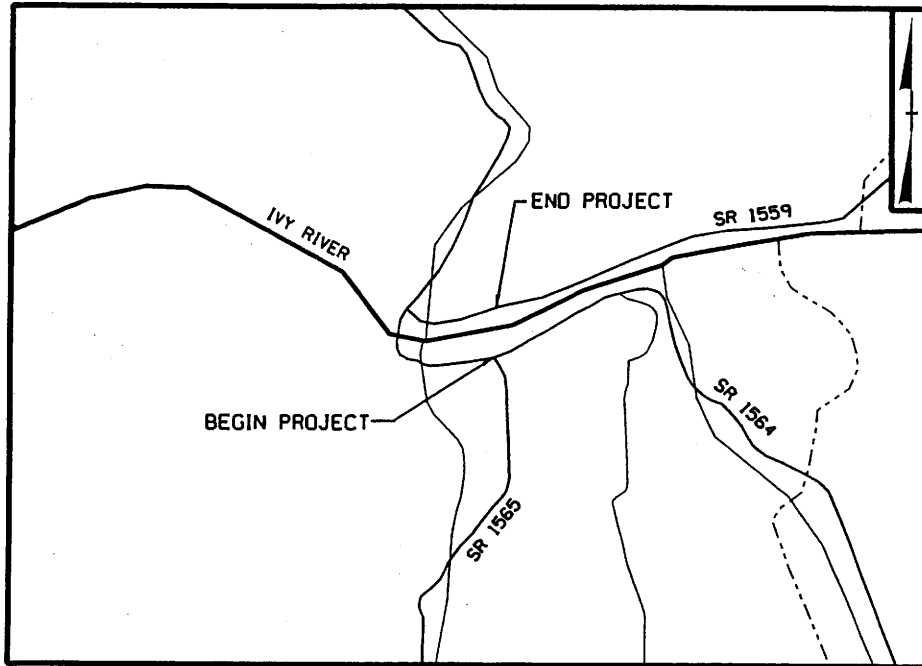 IVY RIVER
END PROJECT
SR 1559
BEGIN PROJECT
SR 1564
SR 1565